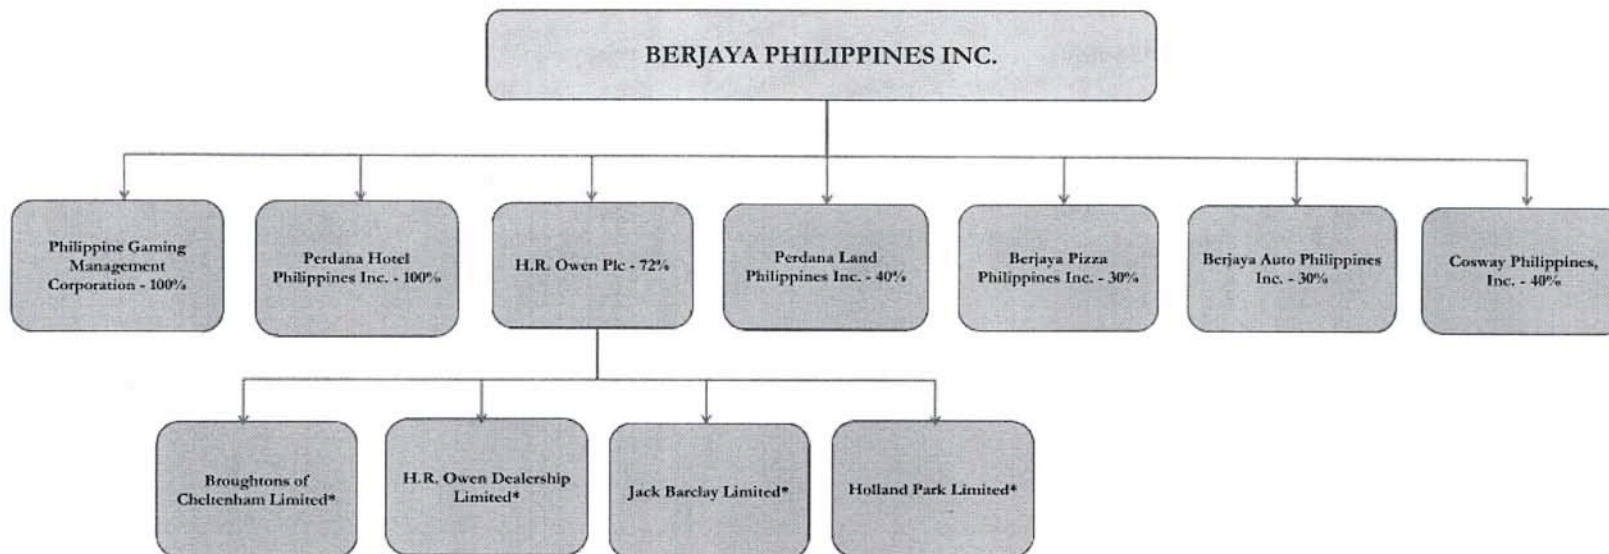 BERJAYA PHILIPPINES INC.
Philippine Gaming
Management
Corporation - 100%
Perdana Hotel
Philippines Inc. - 100%
H.R. Owen Plc - 72%
Perdana Land
Philippines Inc. - 40%
Berjaya Pizza
Philippines Inc. - 30%
Berjaya Auto Philippines
Inc. - 30%
Cosway Philippines,
Inc. - 40%
Broughtons of
Cheltenham Limited*
H.R. Owen Dealership
Limited*
Jack Barclay Limited*
Holland Park Limited*